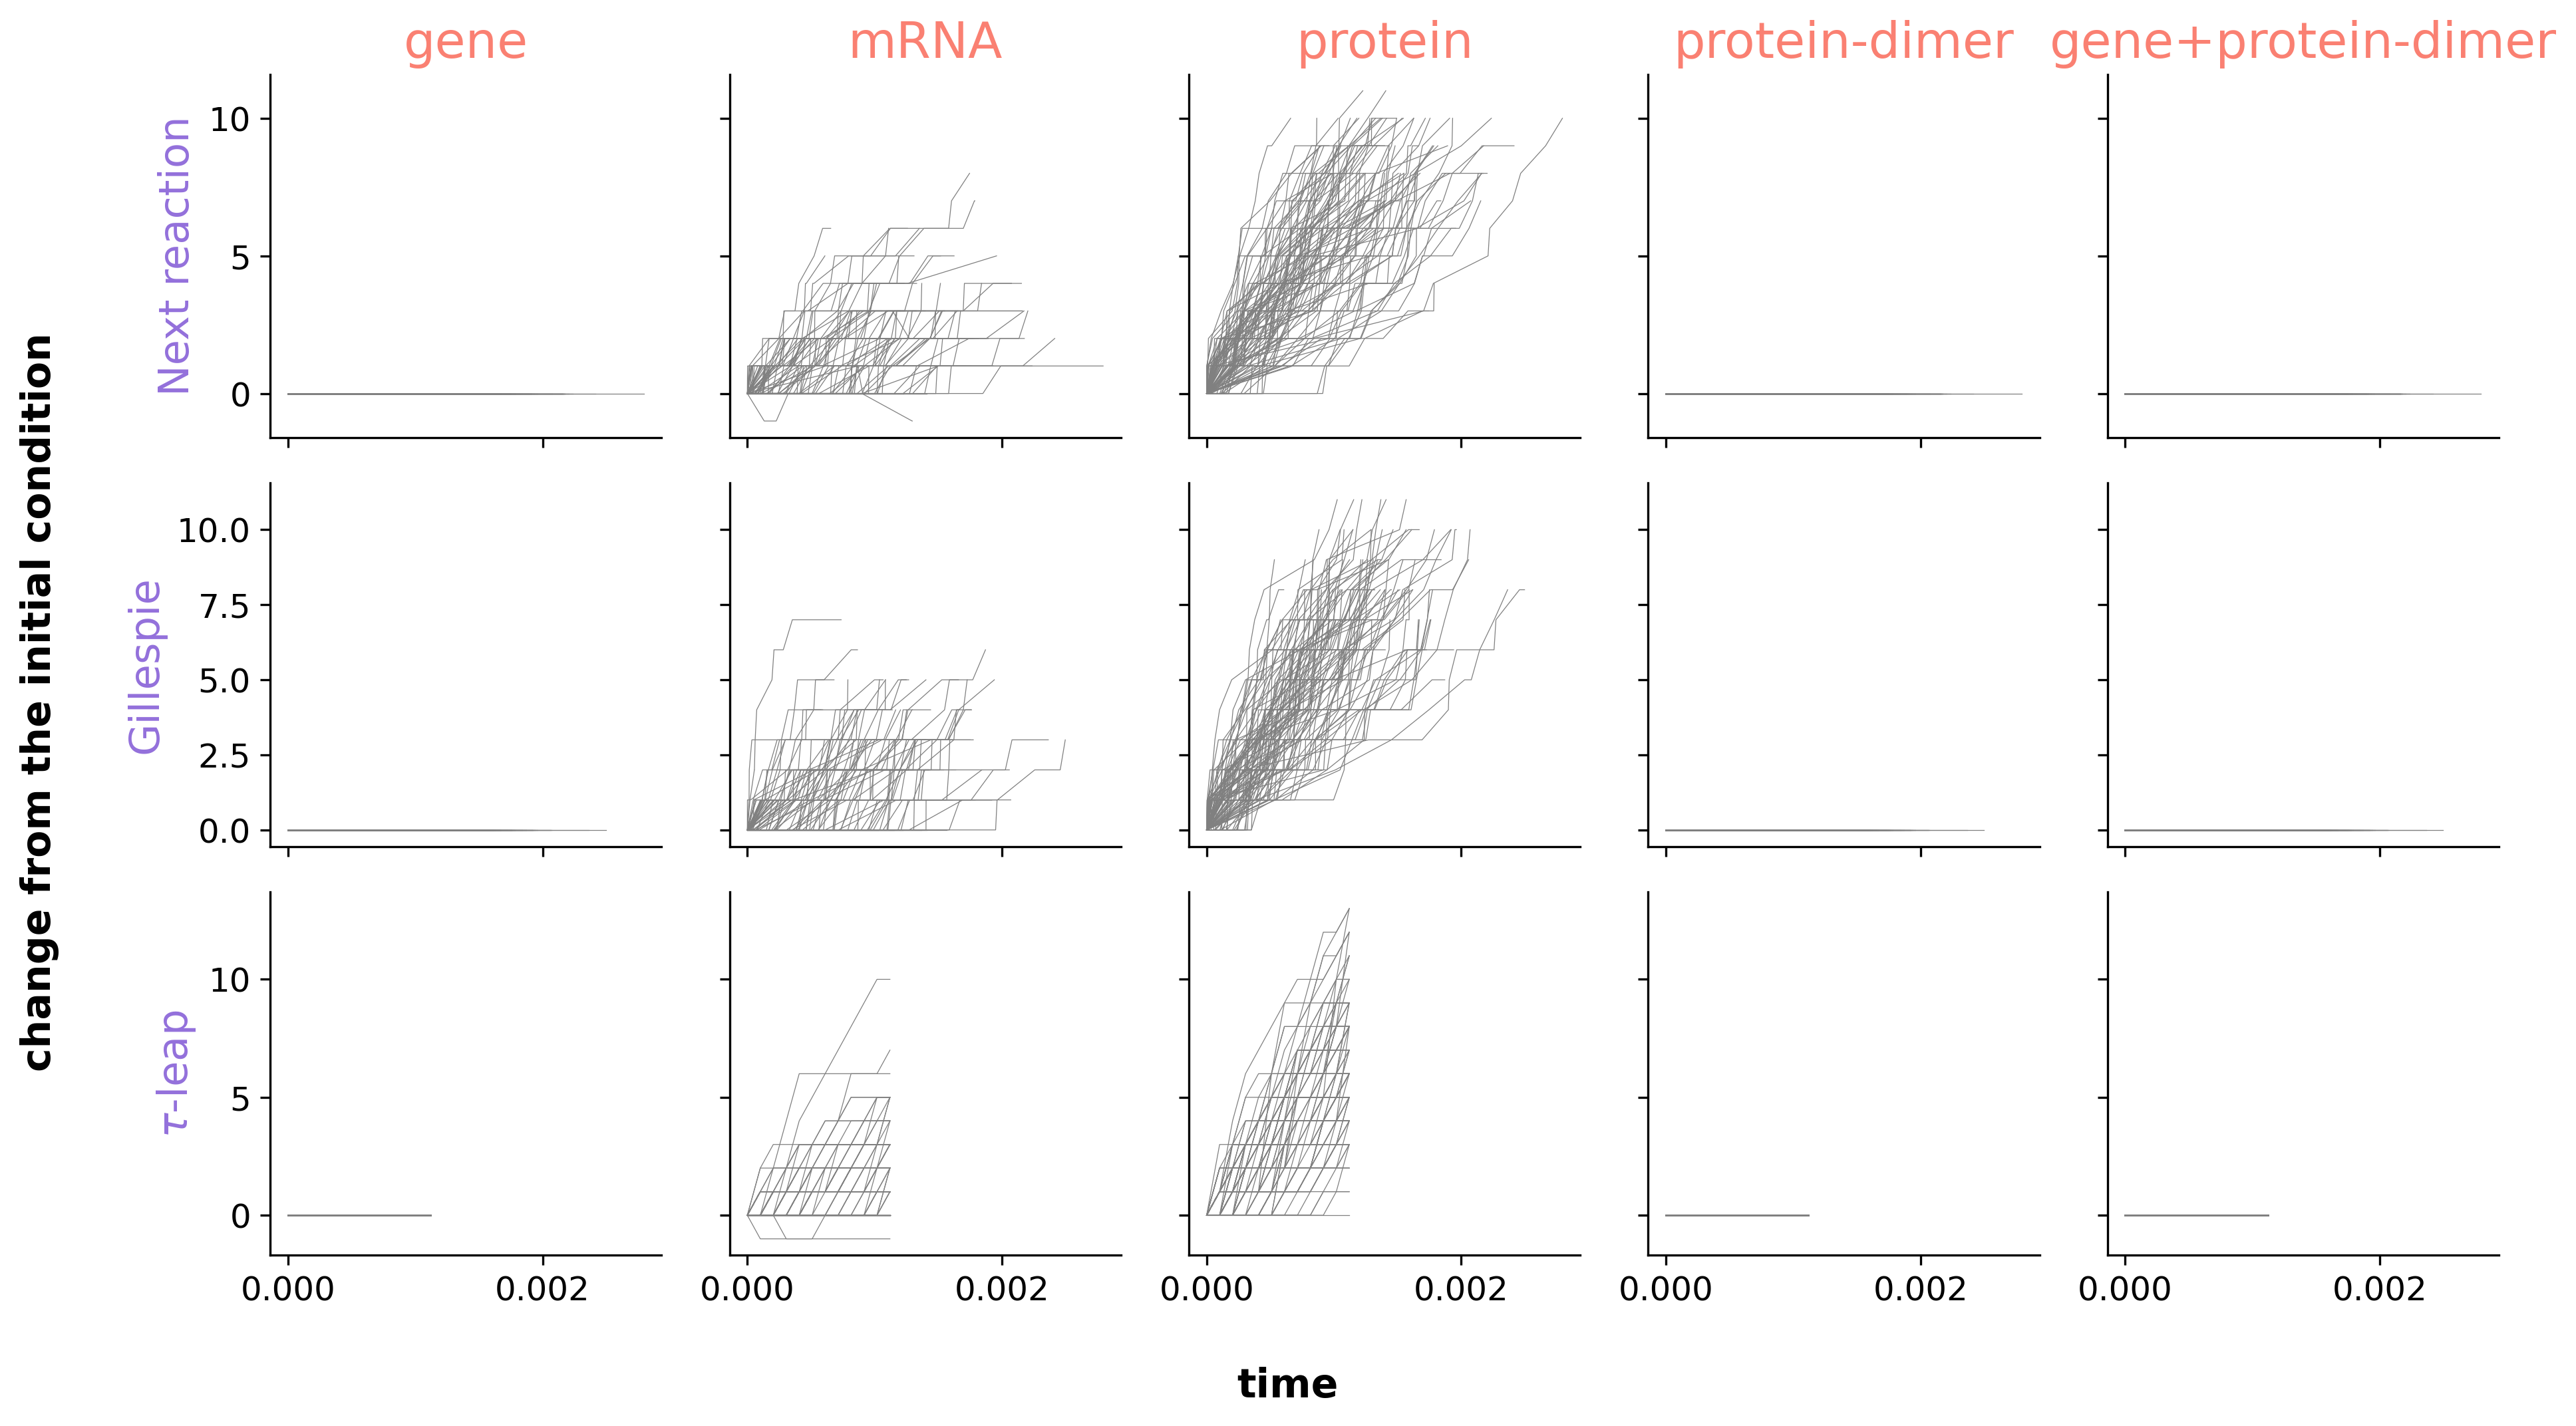 gene mRNA protein protein-dimer gene+protein-dimer
change from the initial condition
Next reaction
10
5
0
Gillespie
10.0
7.5
5.0
2.5
0.0
τ-leap
10
5
0
0.000 0.002 0.000 0.002 0.000 0.002 0.000 0.002 0.000 0.002
time